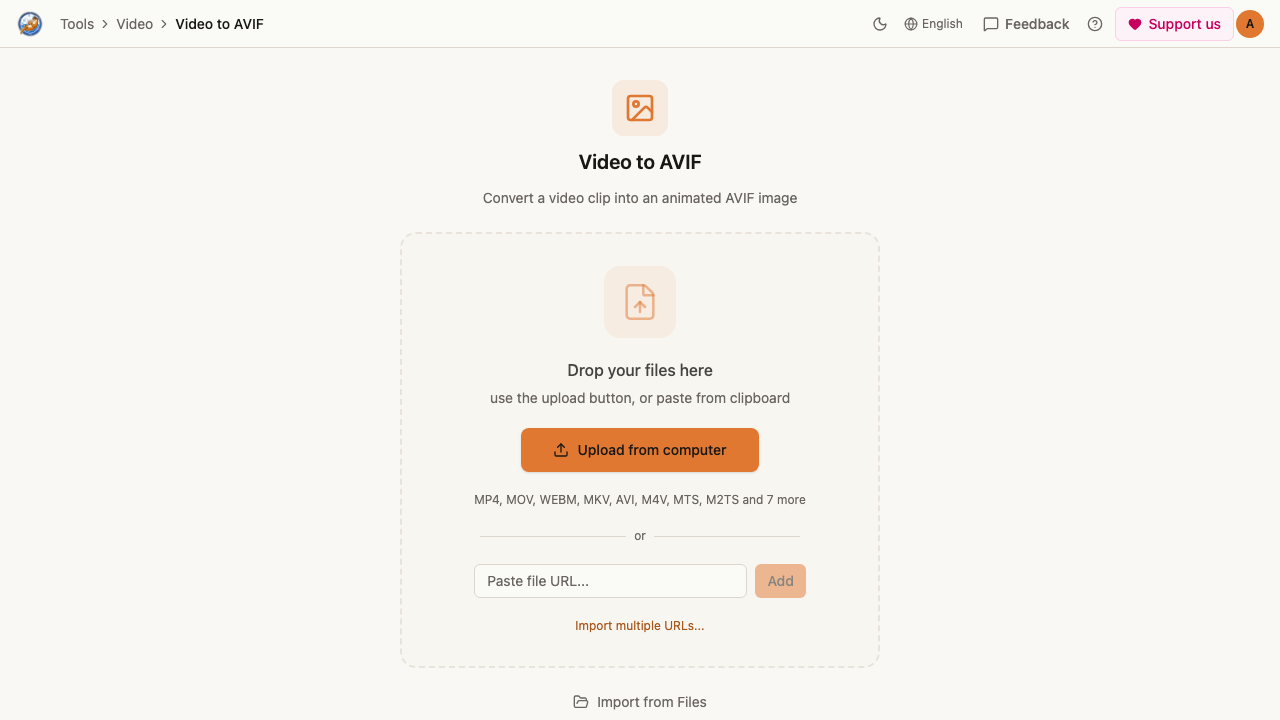 Tools > Video > Video to AVIF
English
Feedback
Support us
A
Video to AVIF
Convert a video clip into an animated AVIF image
Drop your files here
use the upload button, or paste from clipboard
Upload from computer
MP4, MOV, WEBM, MKV, AVI, M4V, MTS, M2TS and 7 more
or
Paste file URL...
Add
Import multiple URLs...
Import from Files